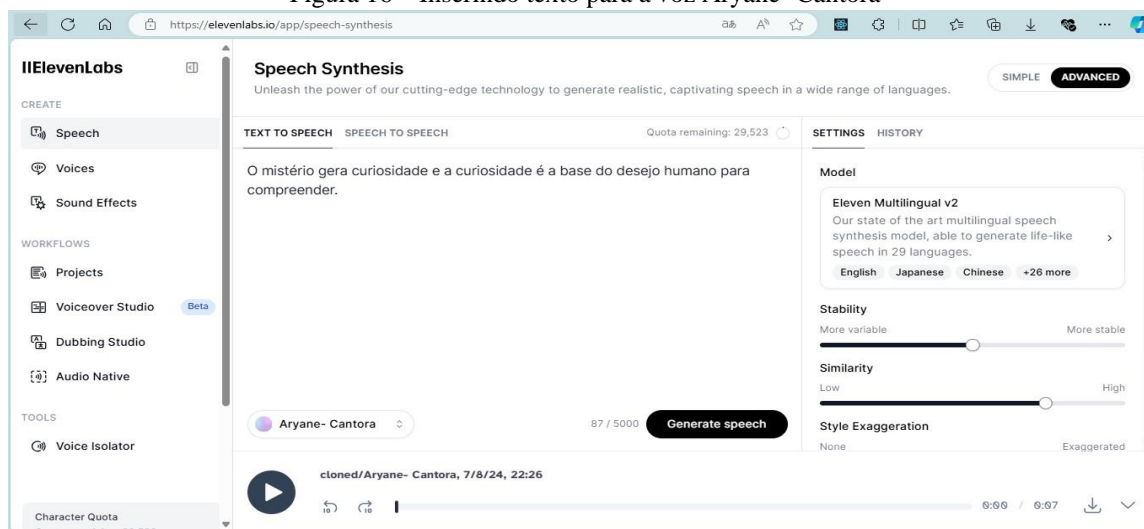 Figura 16 – Inserindo texto para a voz Aryane- Cantora
https://elevenlabs.io/app/speech-synthesis
IIElevenLabs
CREATE
Speech
Voices
Sound Effects
WORKFLOWS
Projects
Voiceover Studio Beta
Dubbing Studio
Audio Native
TOOLS
Voice Isolator
Character Quota
Speech Synthesis
Unleash the power of our cutting-edge technology to generate realistic, captivating speech in a wide range of languages.
SIMPLE ADVANCED
TEXT TO SPEECH SPEECH TO SPEECH Quota remaining: 29,523
O mistério gera curiosidade e a curiosidade é a base do desejo humano para
compreender.
Aryane- Cantora 87 / 5000 Generate speech
SETTINGS HISTORY
Model
Eleven Multilingual v2
Our state of the art multilingual speech
synthesis model, able to generate life-like
speech in 29 languages.
English Japanese Chinese +26 more
Stability
More variable More stable
Similarity
Low High
Style Exaggeration
None Exaggerated
cloned/Aryane- Cantora, 7/8/24, 22:26
0:00 / 0:07